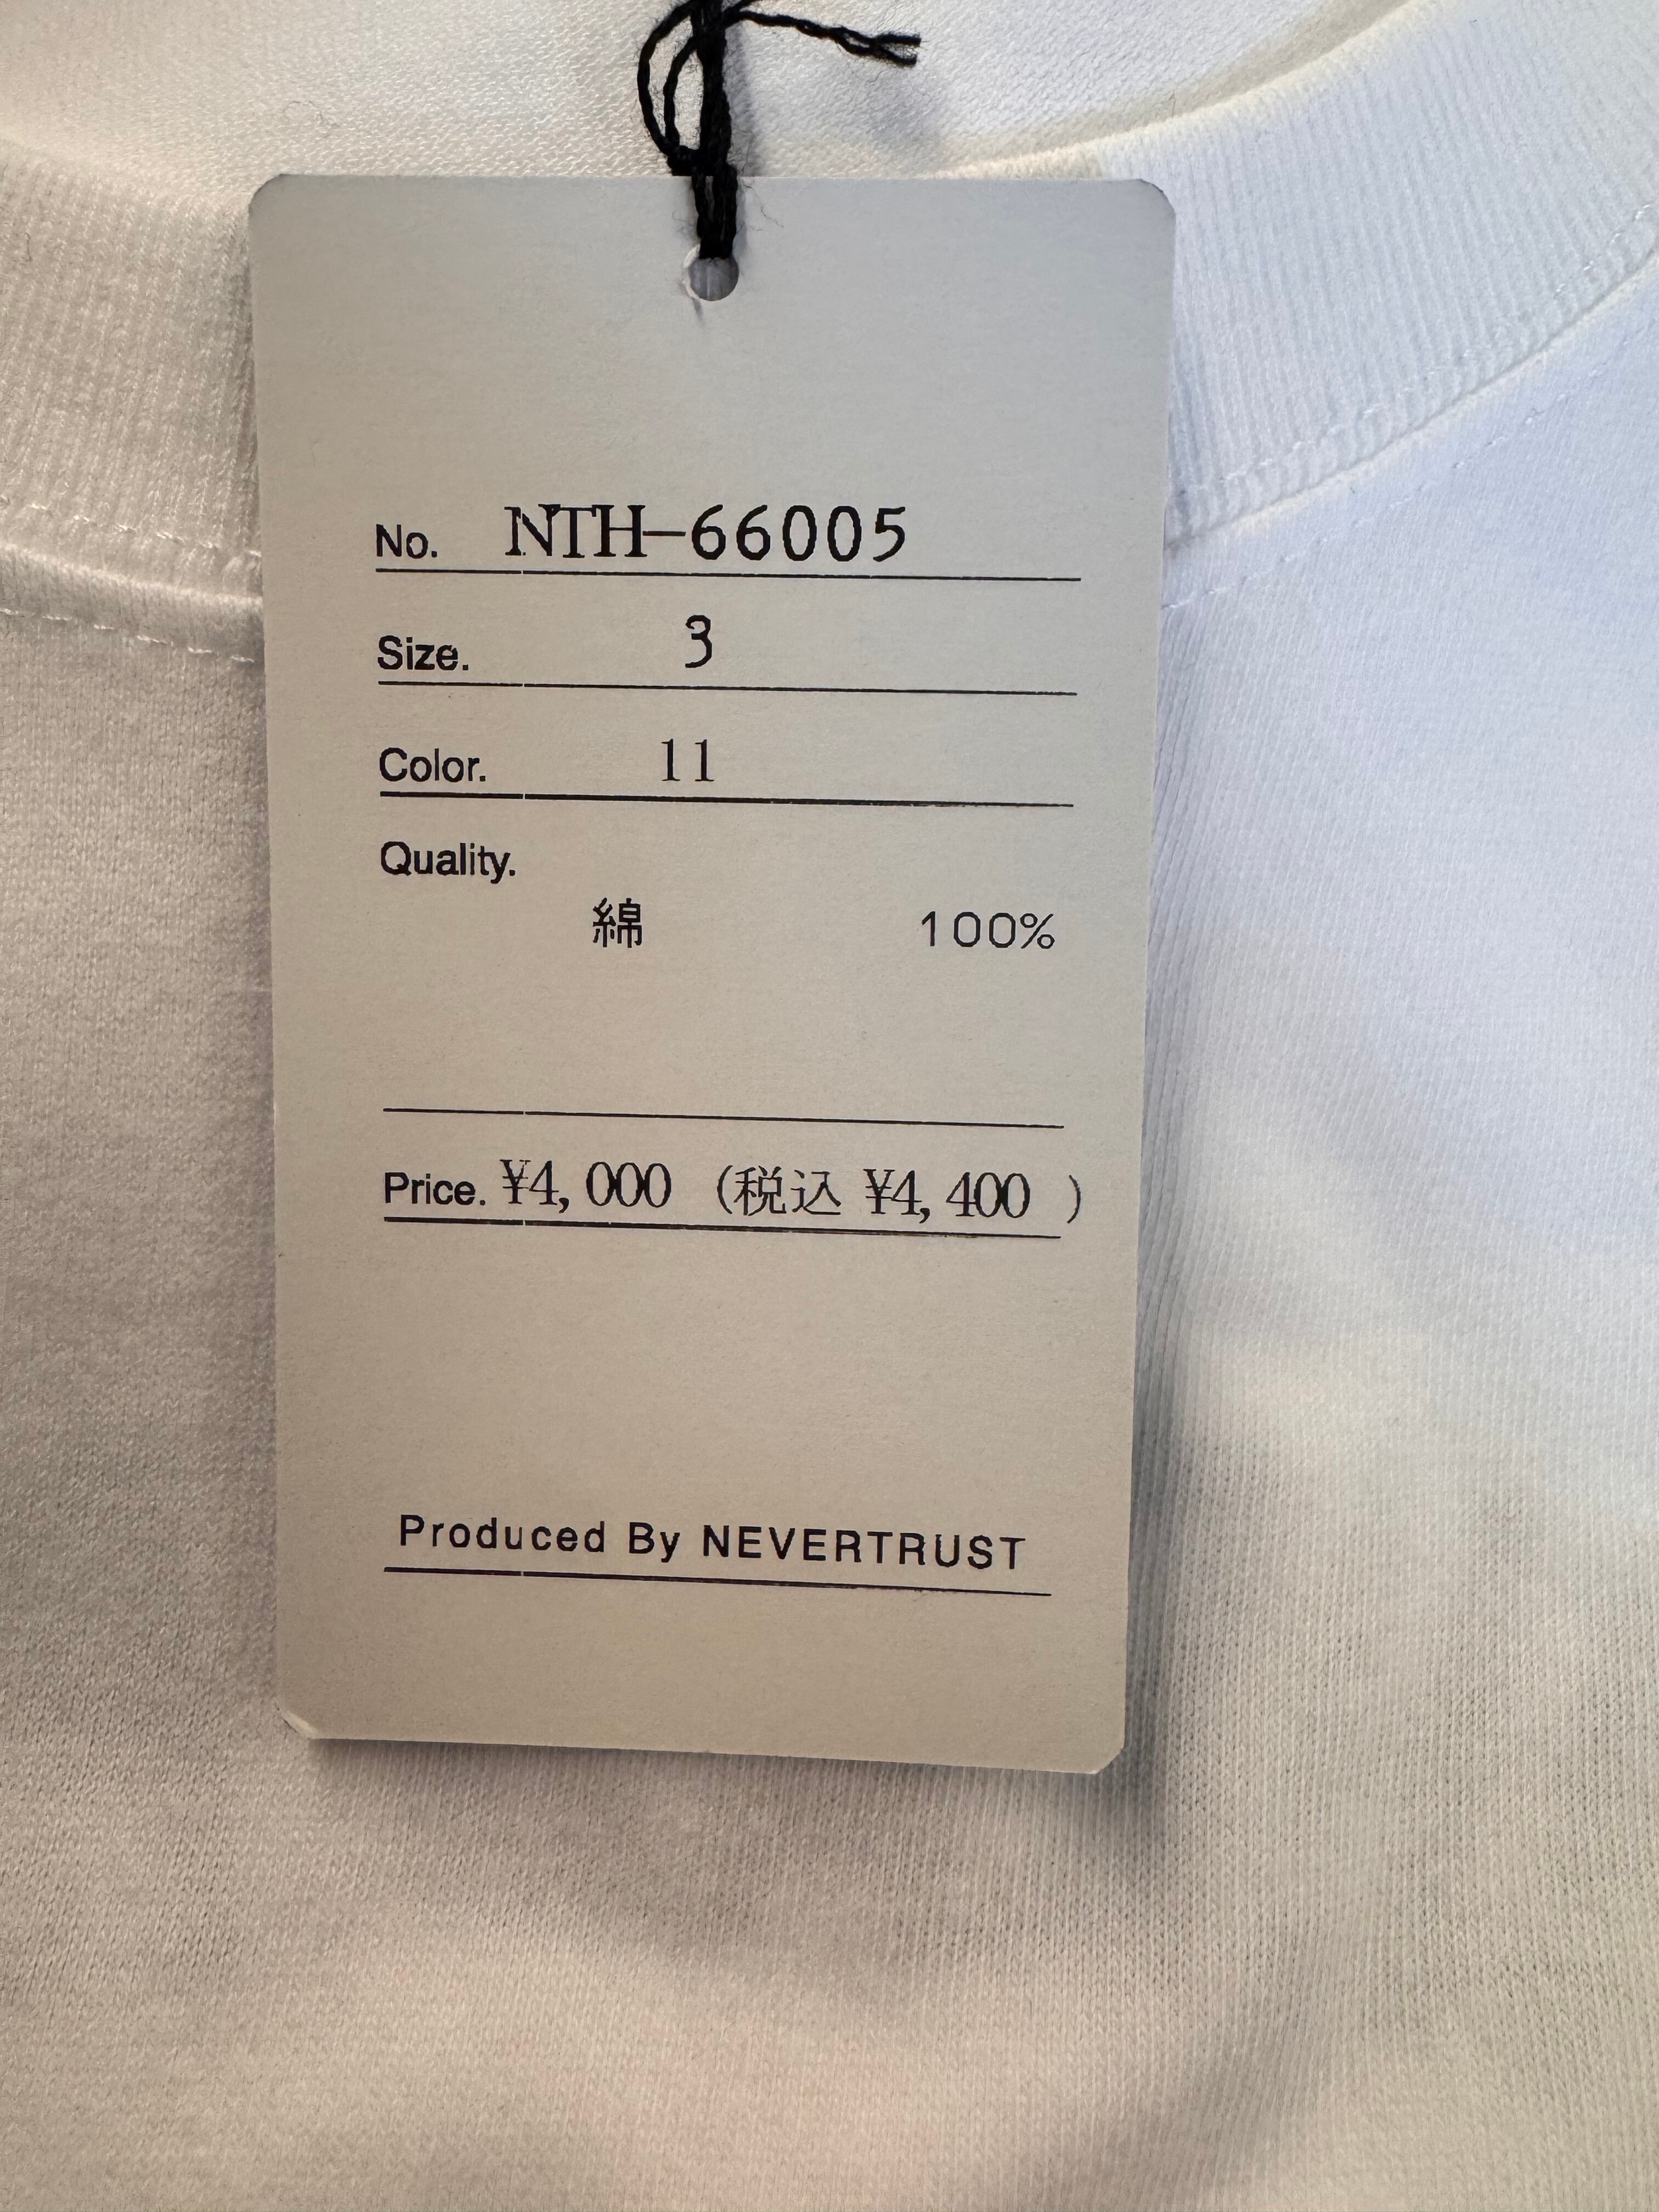 No. NTH-66005
Size. 3
Color. 11
Quality.
綿 100%
Price. ¥4,000 (税込 ¥4,400 )
Produced By NEVERTRUST